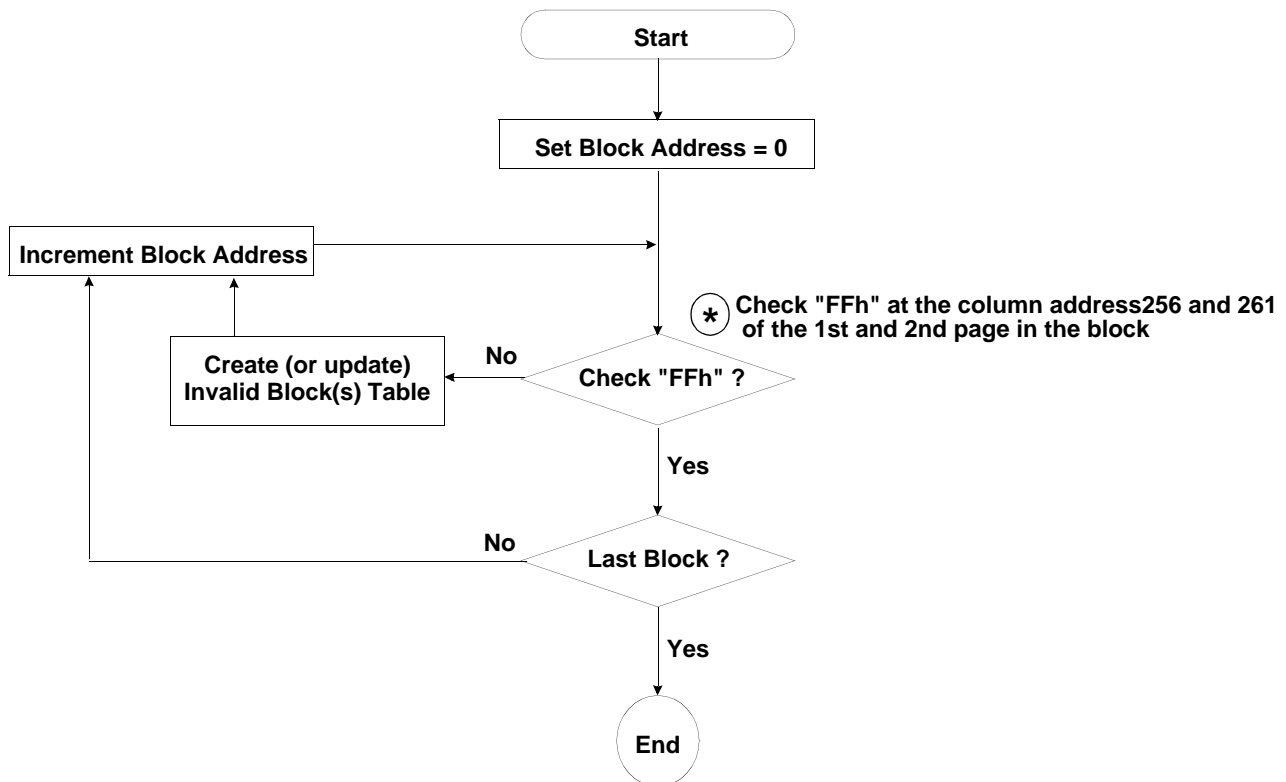 Start
Set Block Address = 0
Increment Block Address
* Check "FFh" at the column address256 and 261
of the 1st and 2nd page in the block
No
Create (or update)
Invalid Block(s) Table
Check "FFh" ?
Yes
No
Last Block ?
Yes
End